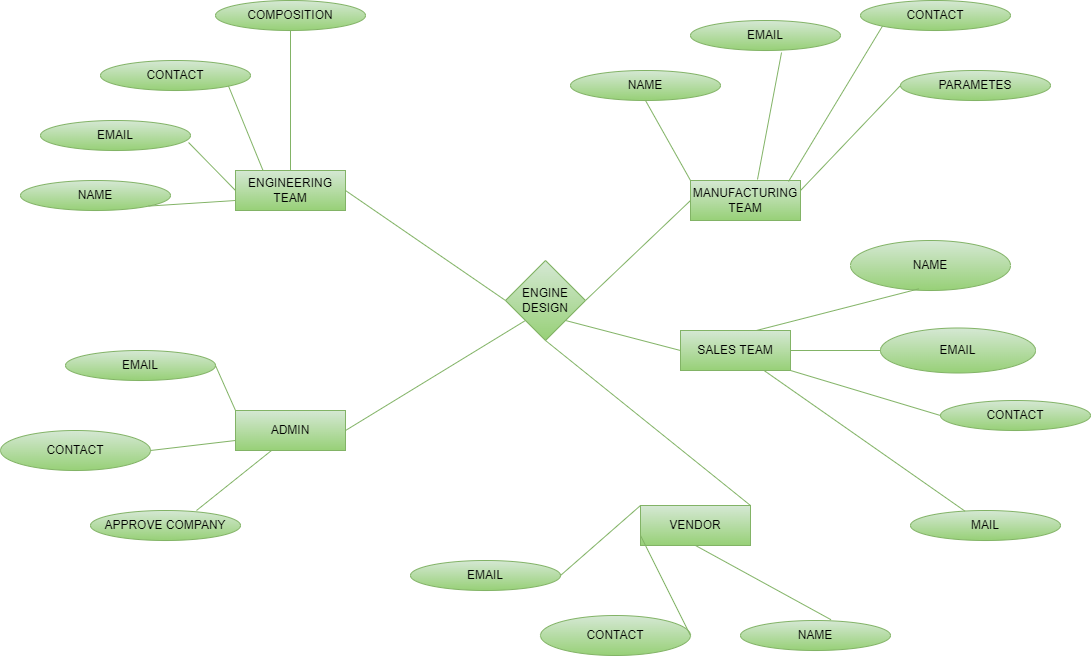 COMPOSITION
CONTACT
EMAIL
NAME
ENGINEERING
TEAM
NAME
EMAIL
CONTACT
PARAMETES
MANUFACTURING
TEAM
ENGINE
DESIGN
NAME
EMAIL
CONTACT
MAIL
SALES TEAM
EMAIL
CONTACT
APPROVE COMPANY
ADMIN
VENDOR
EMAIL
CONTACT
NAME